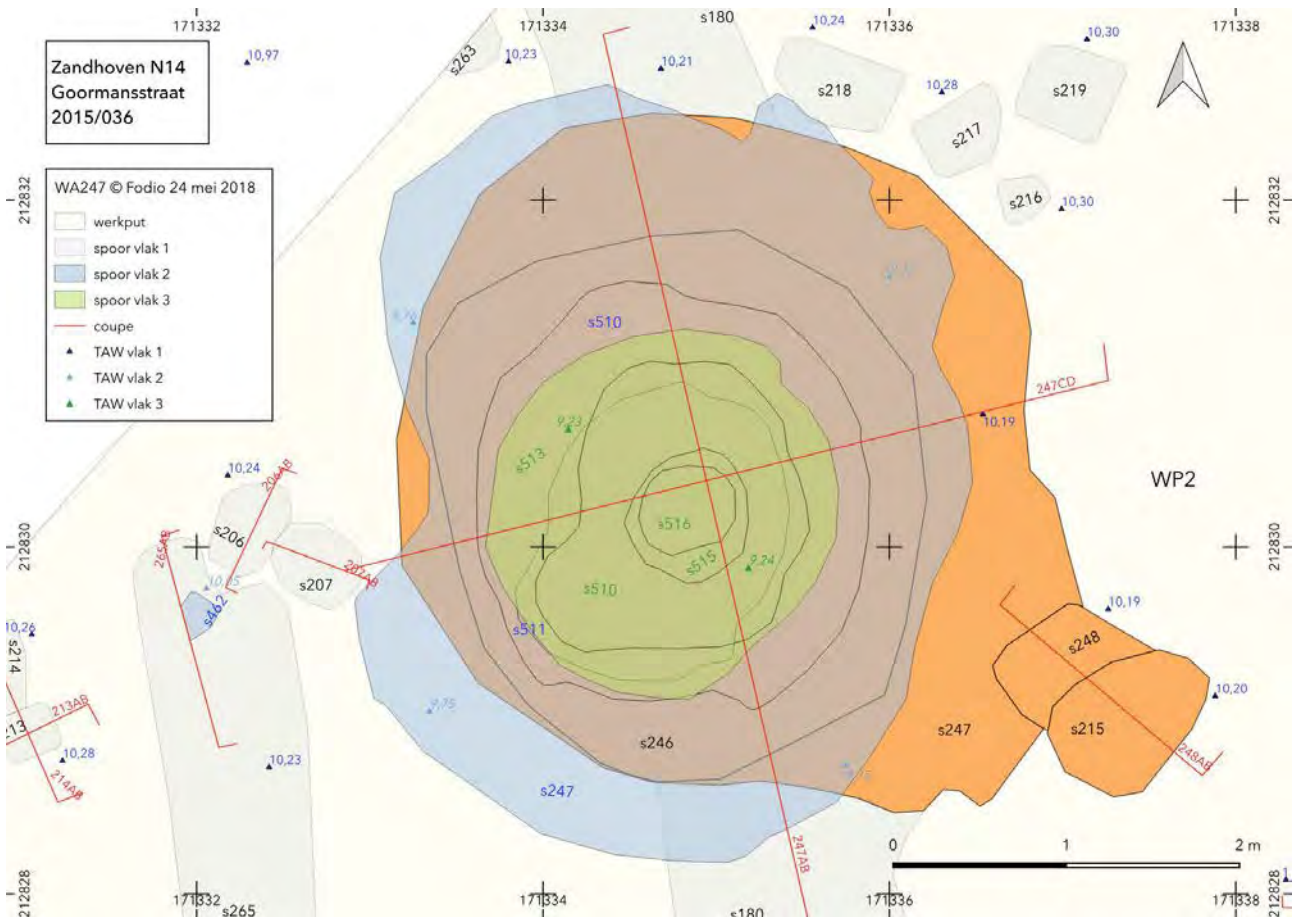 171332
171334
s180
10,24
171336
171338
Zandhoven N14
Goormansstraat
2015/036
10,97
s263
10,23
10,21
s218
10,28
s217
10,30
s219
212832
WA247 © Fodio 24 mei 2018
werkput
spoor vlak 1
spoor vlak 2
spoor vlak 3
coupe
TAW vlak 1
TAW vlak 2
TAW vlak 3
s216
10,30
212832
s510
247CD
10,19
9,23
s513
WP2
10,24
206AB
s206
265AB
s207
207AB
s462
s516
s515
9,24
s510
s511
212830
212830
10,19
s248
10,26
s214
213AB
10,28
214AB
10,23
9,75
s246
s247
s247
s215
10,20
248AB
247AB
0 1 2 m
212828
212828
171332
171334
171336
171338
s265
s180